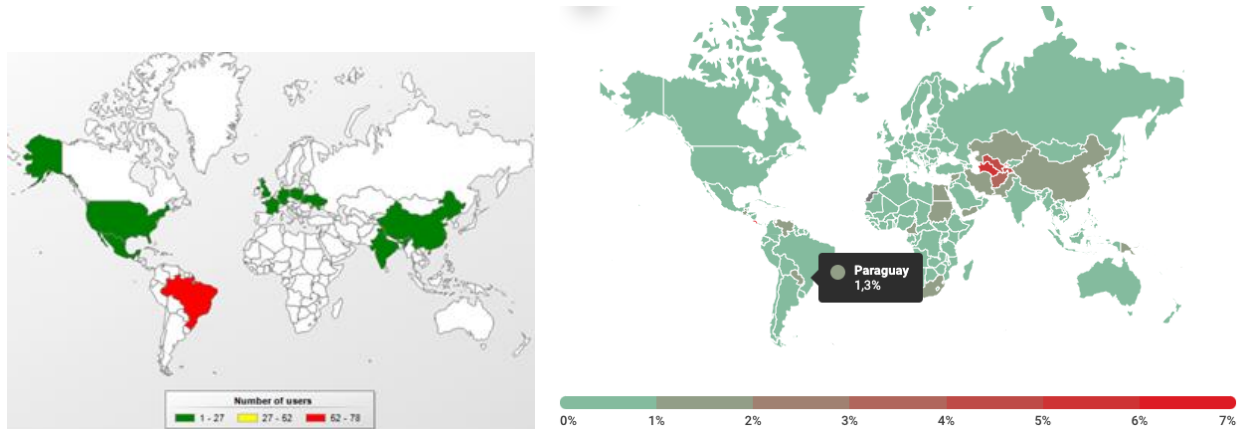 Number of users
1 - 27
27 - 52
52 - 78
Paraguay
1,3%
0%
1%
2%
3%
4%
5%
6%
7%